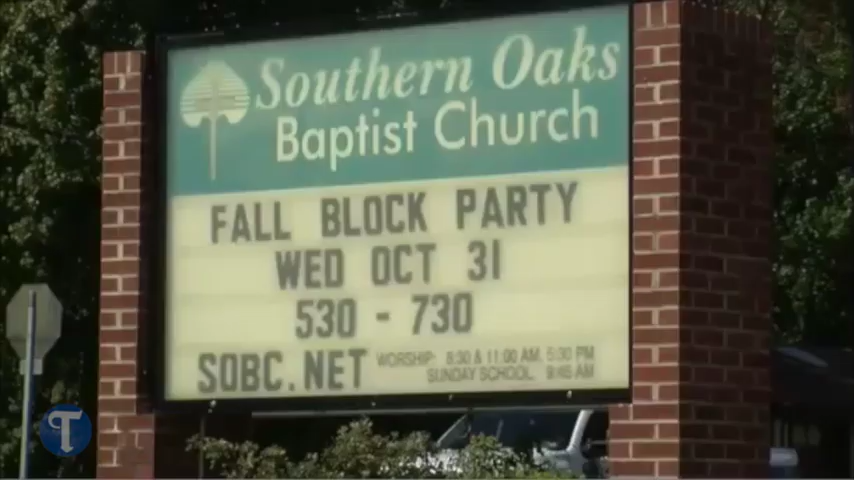 Southern Oaks
Baptist Church
FALL BLOCK PARTY
WED OCT 31
530 - 730
SOBC.NET
WORSHIP: 8:30 & 11:00 AM, 5:30 PM
SUNDAY SCHOOL 9:45 AM
T